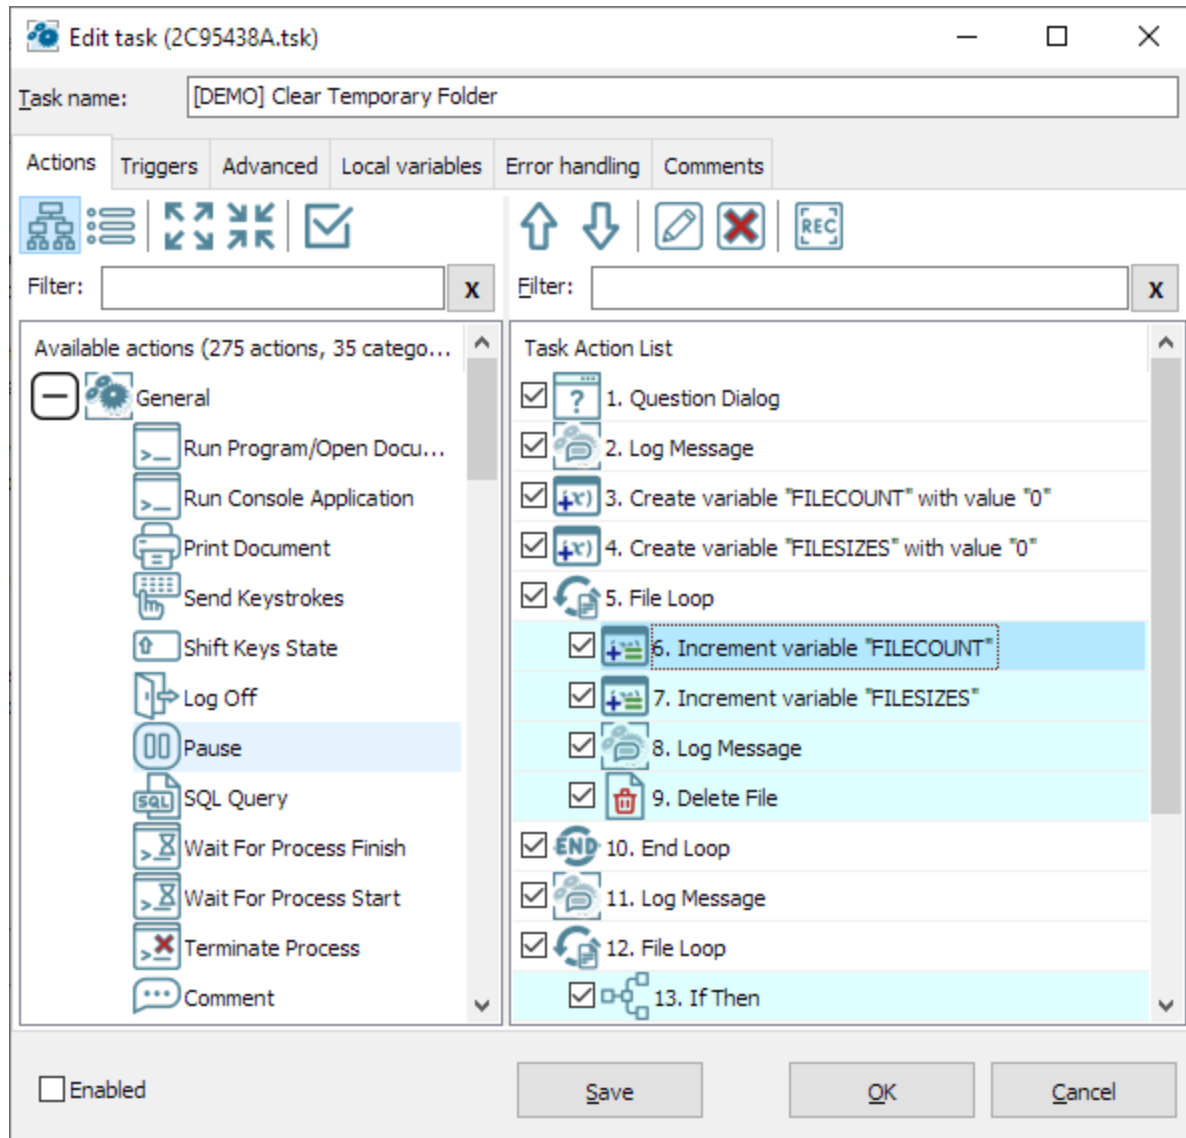 Edit task (2C95438A.tsk)
Task name: [DEMO] Clear Temporary Folder
Actions Triggers Advanced Local variables Error handling Comments
REC
Filter: x Filter: x
Available actions (275 actions, 35 catego...
General
>_ Run Program/Open Docu...
>_ Run Console Application
Print Document
Send Keystrokes
Shift Keys State
Log Off
Pause
SQL SQL Query
Wait For Process Finish
Wait For Process Start
Terminate Process
Comment
Task Action List
? 1. Question Dialog
2. Log Message
(x) 3. Create variable "FILECOUNT" with value "0"
(x) 4. Create variable "FILESIZES" with value "0"
5. File Loop
6. Increment variable "FILECOUNT"
7. Increment variable "FILESIZES"
8. Log Message
9. Delete File
END 10. End Loop
11. Log Message
12. File Loop
13. If Then
Enabled Save OK Cancel